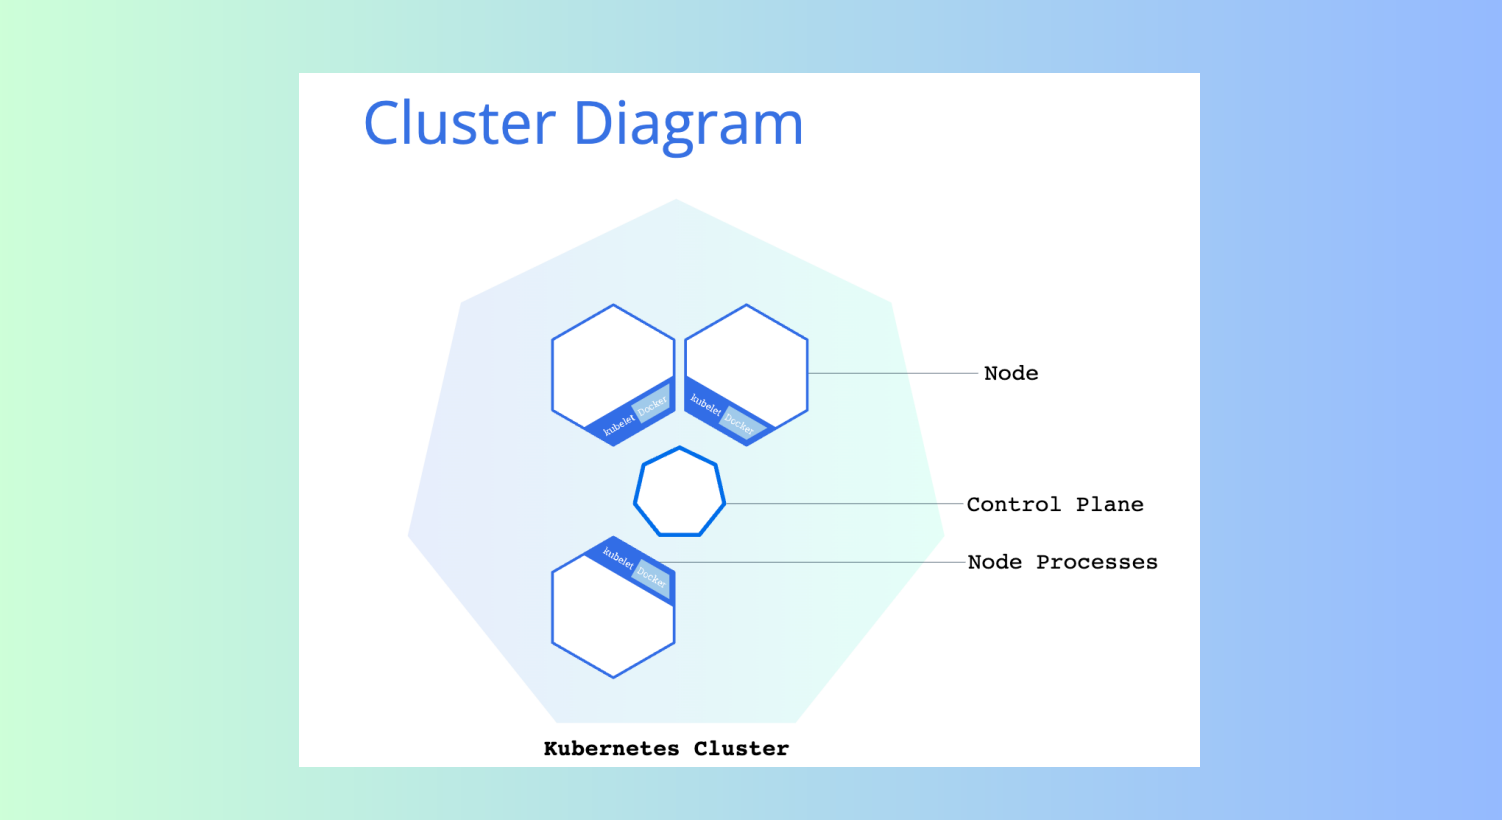 Cluster Diagram
Node
kubelet Docker
kubelet Docker
Control Plane
kubelet Docker
Node Processes
Kubernetes Cluster